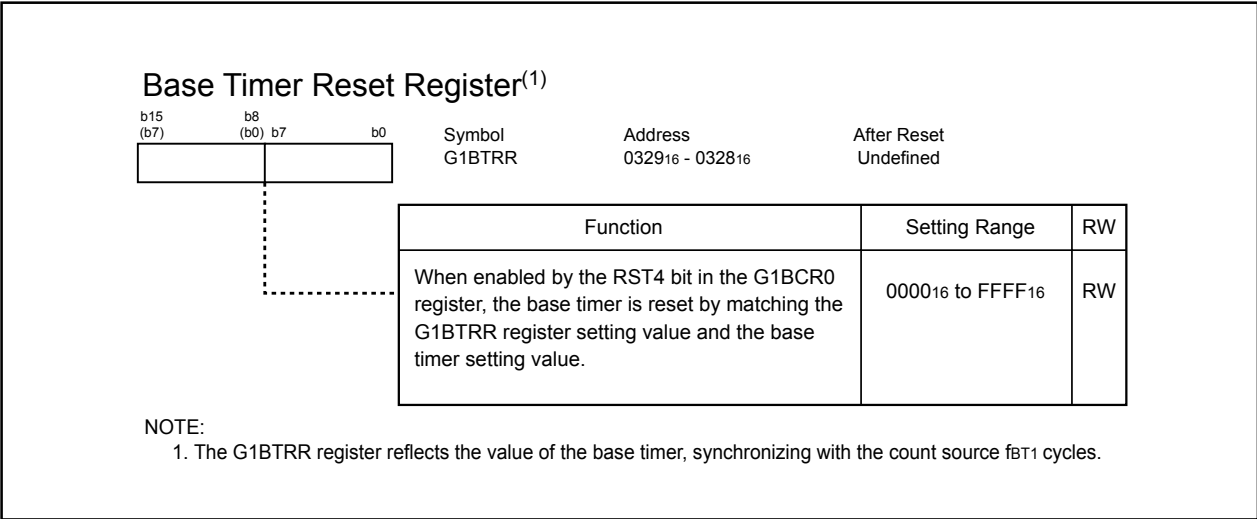 Base Timer Reset Register(1)
b15 b8
(b7) (b0) b7 b0
Symbol Address After Reset
G1BTRR 032916 - 032816 Undefined
Function Setting Range RW
When enabled by the RST4 bit in the G1BCR0
register, the base timer is reset by matching the
G1BTRR register setting value and the base
timer setting value.
000016 to FFFF16 RW
NOTE:
1. The G1BTRR register reflects the value of the base timer, synchronizing with the count source fBT1 cycles.